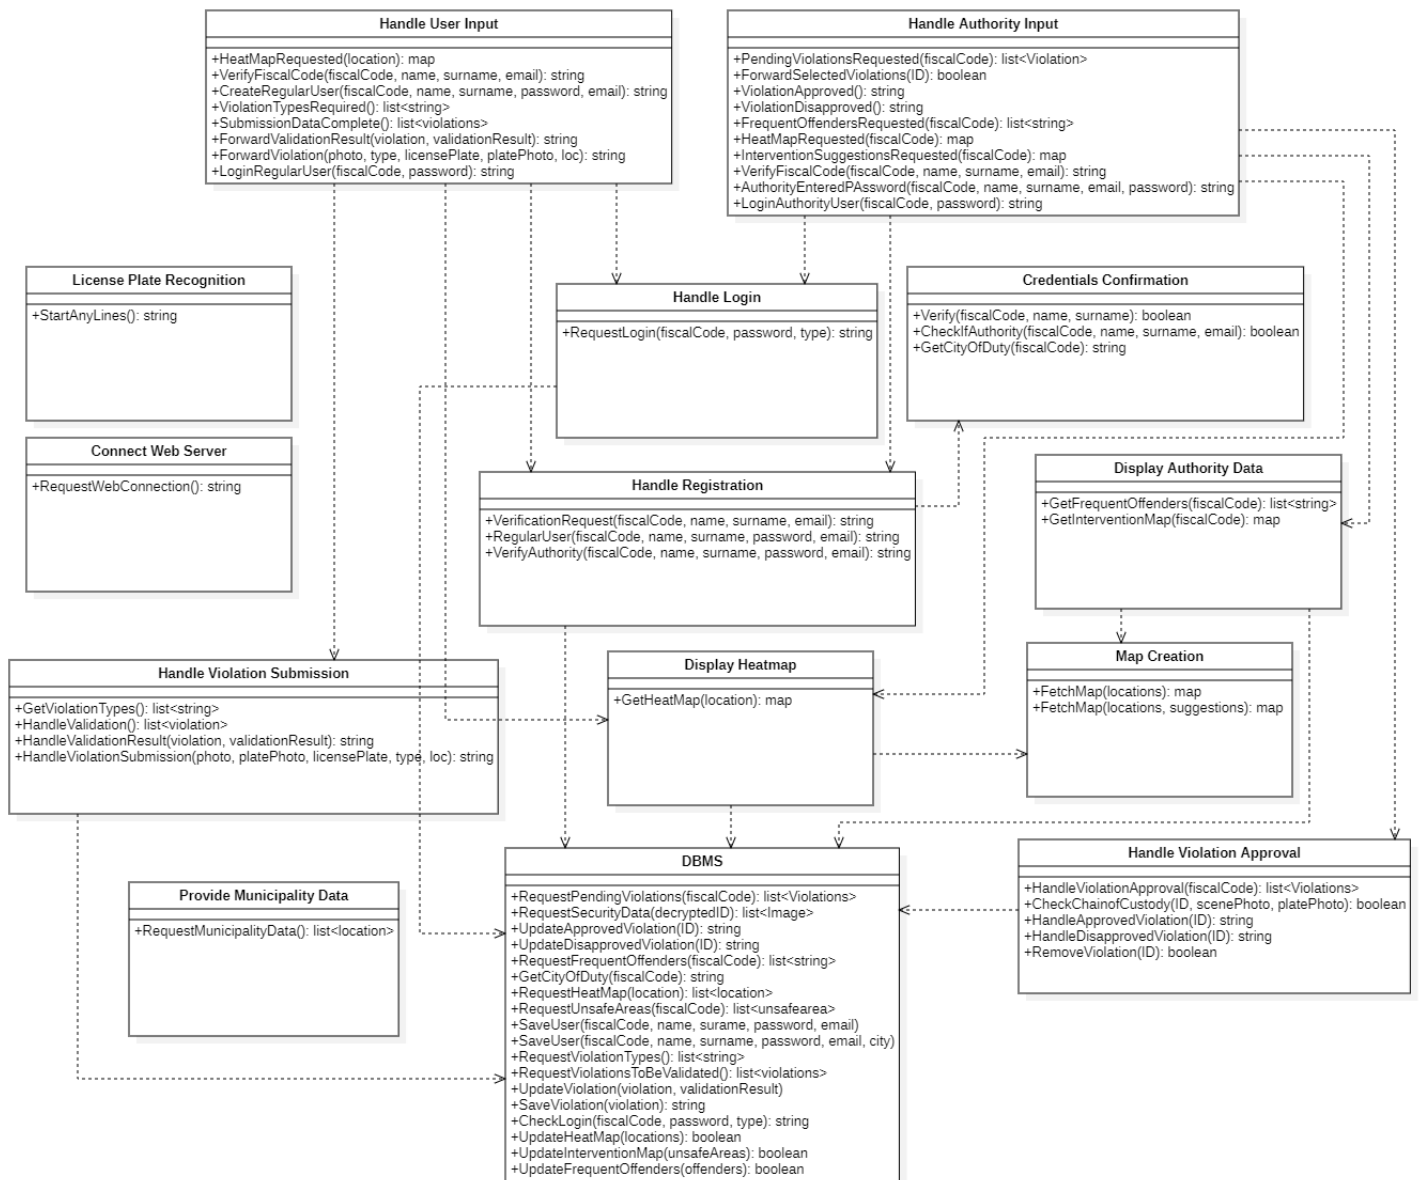 Handle User Input
+HeatMapRequested(location): map
+VerifyFiscalCode(fiscalCode, name, surname, email): string
+CreateRegularUser(fiscalCode, name, surname, password, email): string
+ViolationTypesRequired(): list<string>
+SubmissionDataComplete(): list<violations>
+ForwardValidationResult(violation, validationResult): string
+ForwardViolation(photo, type, licensePlate, platePhoto, loc): string
+LoginRegularUser(fiscalCode, password): string
Handle Authority Input
+PendingViolationsRequested(fiscalCode): list<Violation>
+ForwardSelectedViolations(ID): boolean
+ViolationApproved(): string
+ViolationDisapproved(): string
+FrequentOffendersRequested(fiscalCode): list<string>
+HeatMapRequested(fiscalCode): map
+InterventionSuggestionsRequested(fiscalCode): map
+VerifyFiscalCode(fiscalCode, name, surname, email): string
+AuthorityEnteredPAssword(fiscalCode, name, surname, email, password): string
+LoginAuthorityUser(fiscalCode, password): string
License Plate Recognition
+StartAnyLines(): string
Handle Login
+RequestLogin(fiscalCode, password, type): string
Credentials Confirmation
+Verify(fiscalCode, name, surname): boolean
+CheckIfAuthority(fiscalCode, name, surname, email): boolean
+GetCityOfDuty(fiscalCode): string
Connect Web Server
+RequestWebConnection(): string
Handle Registration
+VerificationRequest(fiscalCode, name, surname, email): string
+RegularUser(fiscalCode, name, surname, password, email): string
+VerifyAuthority(fiscalCode, name, surname, password, email): string
Display Authority Data
+GetFrequentOffenders(fiscalCode): list<string>
+GetInterventionMap(fiscalCode): map
Handle Violation Submission
+GetViolationTypes(): list<string>
+HandleValidation(): list<violation>
+HandleValidationResult(violation, validationResult): string
+HandleViolationSubmission(photo, platePhoto, licensePlate, type, loc): string
Display Heatmap
+GetHeatMap(location): map
Map Creation
+FetchMap(locations): map
+FetchMap(locations, suggestions): map
Provide Municipality Data
+RequestMunicipalityData(): list<location>
DBMS
+RequestPendingViolations(fiscalCode): list<Violations>
+RequestSecurityData(decryptedID): list<Image>
+UpdateApprovedViolation(ID): string
+UpdateDisapprovedViolation(ID): string
+RequestFrequentOffenders(fiscalCode): list<string>
+GetCityOfDuty(fiscalCode): string
+RequestHeatMap(location): list<location>
+RequestUnsafeAreas(fiscalCode): list<unsafearea>
+SaveUser(fiscalCode, name, surame, password, email)
+SaveUser(fiscalCode, name, surname, password, email, city)
+RequestViolationTypes(): list<string>
+RequestViolationsToBeValidated(): list<violations>
+UpdateViolation(violation, validationResult)
+SaveViolation(violation): string
+CheckLogin(fiscalCode, password, type): string
+UpdateHeatMap(locations): boolean
+UpdateInterventionMap(unsafeAreas): boolean
+UpdateFrequentOffenders(offenders): boolean
Handle Violation Approval
+HandleViolationApproval(fiscalCode): list<Violations>
+CheckChainofCustody(ID, scenePhoto, platePhoto): boolean
+HandleApprovedViolation(ID): string
+HandleDisapprovedViolation(ID): string
+RemoveViolation(ID): boolean